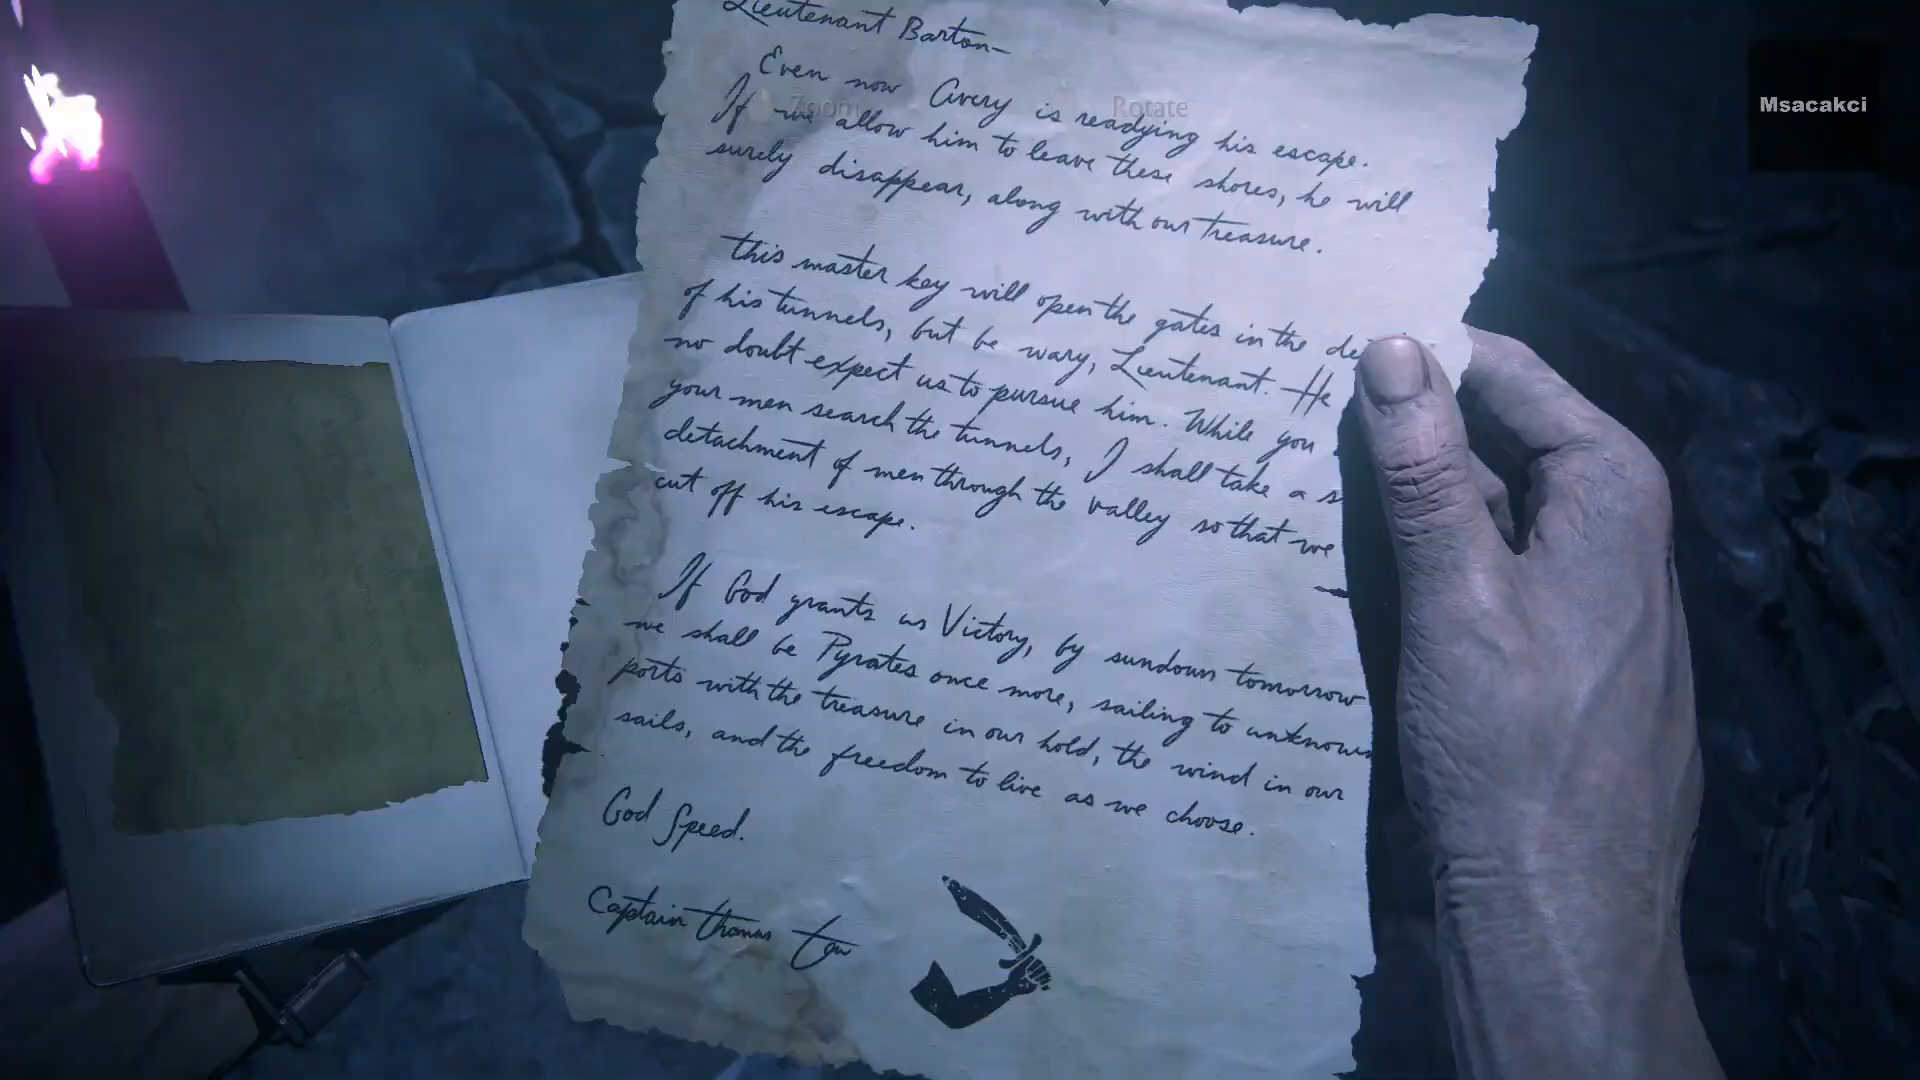 Lieutenant Barton-
Even now Avery is readying his escape.
If we allow him to leave these shores, he will
surely disappear, along with our treasure.
this master key will open the gates in the
of his tunnels, but be wary, Lieutenant. He
no doubt expect us to pursue him. While you
your men search the tunnels, I shall take a
detachment of men through the valley so that we
cut off his escape.
If God grants us Victory, by sundown tomorrow
we shall be Pyrates once more, sailing to unknown
ports with the treasure in our hold, the wind in our
sails, and the freedom to live as we choose.
God Speed.
Captain Thomas Tew
Zoom
Rotate
Msacakci